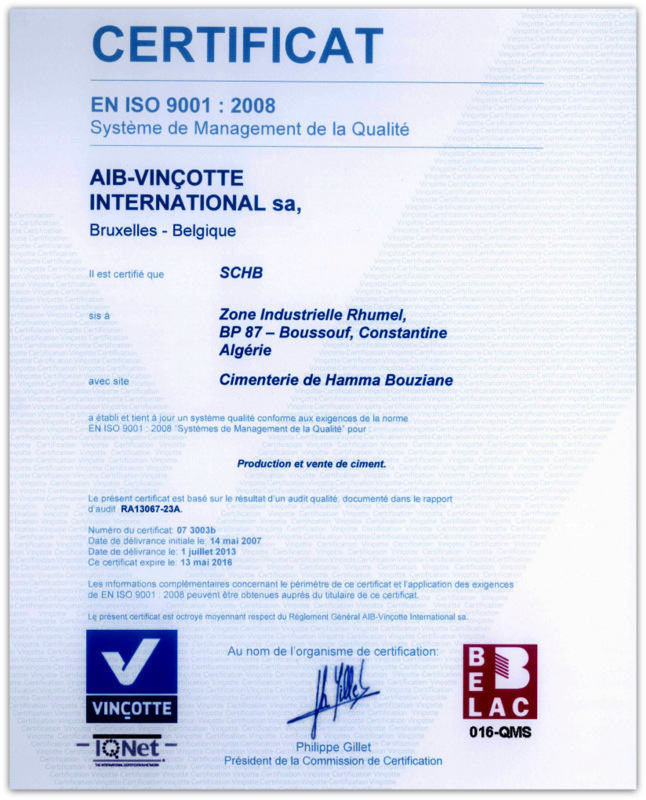 CERTIFICAT
EN ISO 9001 : 2008
Système de Management de la Qualité
AIB-VINÇOTTE
INTERNATIONAL sa,
Bruxelles - Belgique
Il est certifié que SCHB
sis à Zone Industrielle Rhumel,
BP 87 – Boussouf, Constantine
Algérie
avec site Cimenterie de Hamma Bouziane
a établi et tient à jour un système qualité conforme aux exigences de la norme
EN ISO 9001 : 2008 "Systèmes de Management de la Qualité" pour :
Production et vente de ciment.
Le présent certificat est basé sur le résultat d'un audit qualité, documenté dans le rapport
d'audit RA13067-23A.
Numéro du certificat: 07 3003b
Date de délivrance initiale le: 14 mai 2007
Date de délivrance le: 1 juillet 2013
Ce certificat expire le: 13 mai 2016
Les informations complémentaires concernant le périmètre de ce certificat et l'application des exigences
de EN ISO 9001 : 2008 peuvent être obtenues auprès du titulaire de ce certificat.
Le présent certificat est octroyé moyennant respect du Règlement Général AIB-Vinçotte International sa.
Au nom de l'organisme de certification:
VINÇOTTE
IQNet
THE INTERNATIONAL CERTIFICATION NETWORK
Ph Gillet
Philippe Gillet
Président de la Commission de Certification
BELAC
016-QMS